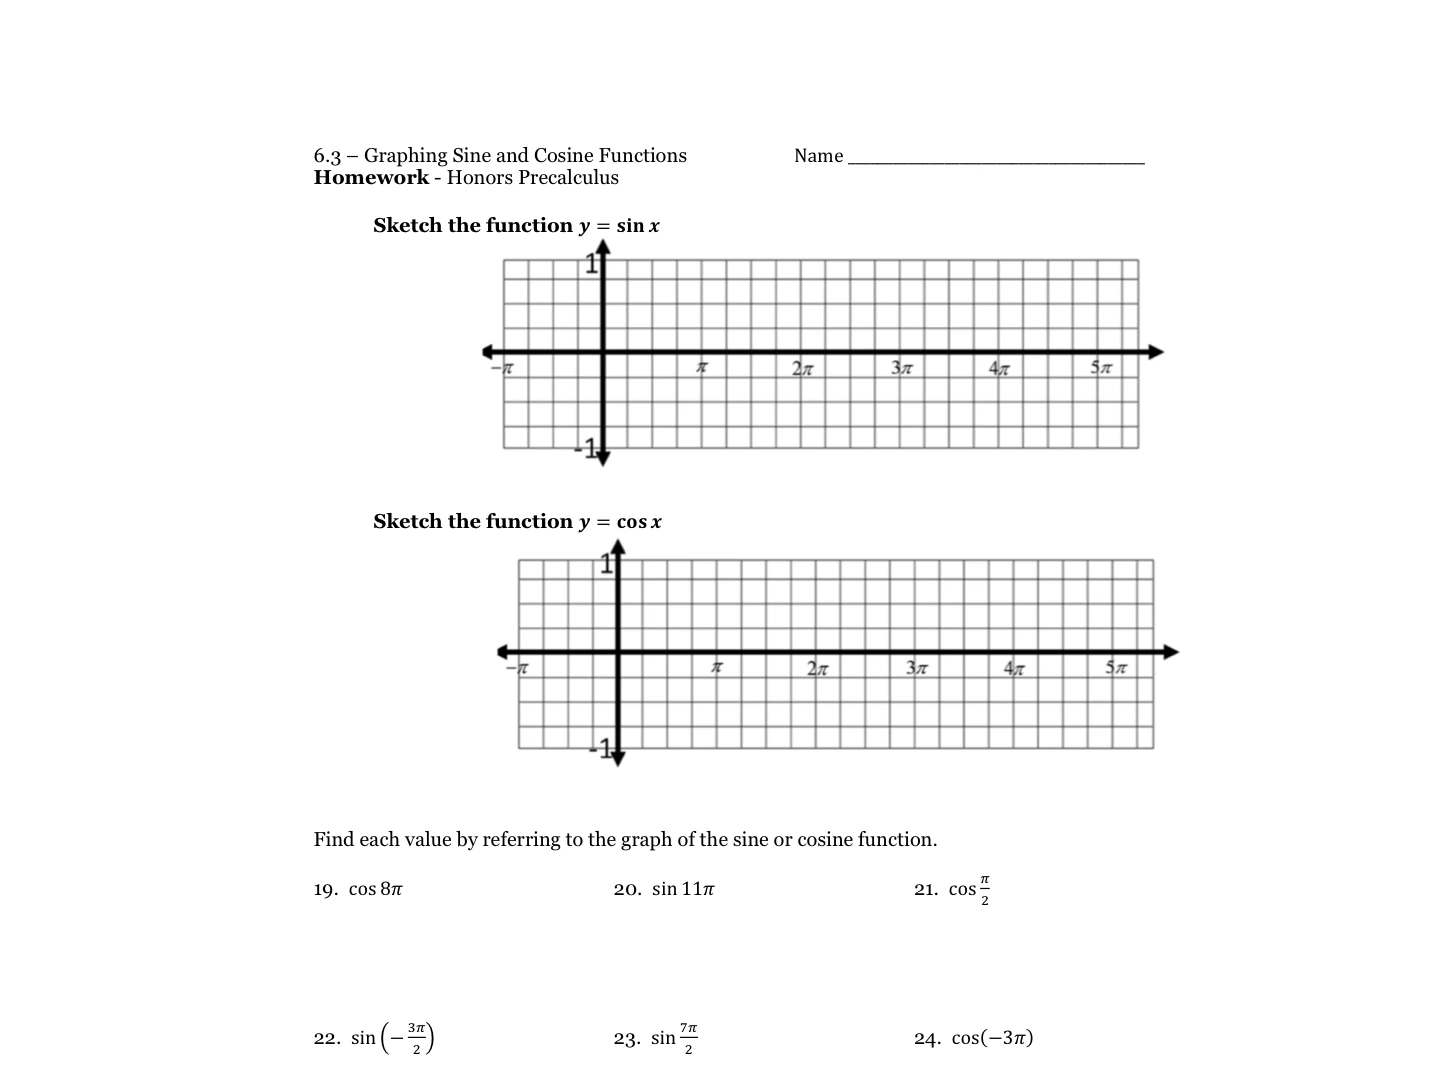 6.3 – Graphing Sine and Cosine Functions Name ______________________________
Homework - Honors Precalculus
Sketch the function y = sin x
1
−π π 2π 3π 4π 5π
-1
Sketch the function y = cos x
1
−π π 2π 3π 4π 5π
-1
Find each value by referring to the graph of the sine or cosine function.
19. cos 8π 20. sin 11π 21. cos π/2
22. sin(−3π/2) 23. sin 7π/2 24. cos(−3π)